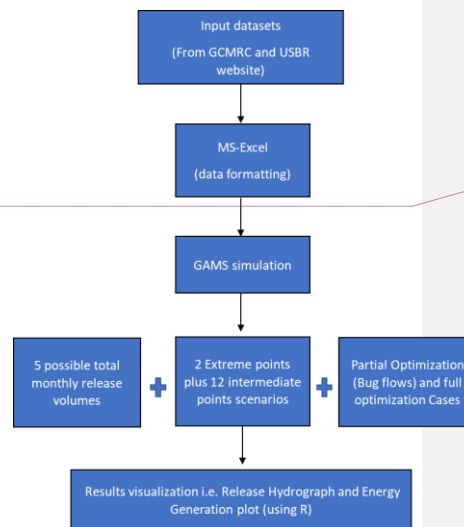 Input datasets
(From GCMRC and USBR
website)
MS-Excel
(data formatting)
GAMS simulation
5 possible total
monthly release
volumes
2 Extreme points
plus 12 intermediate
points scenarios
Partial Optimization
(Bug flows) and full
optimization Cases
Results visualization i.e. Release Hydrograph and Energy
Generation plot (using R)